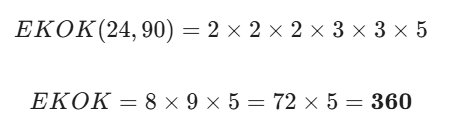 EKOK(24, 90) = 2 × 2 × 2 × 3 × 3 × 5
EKOK = 8 × 9 × 5 = 72 × 5 = 360